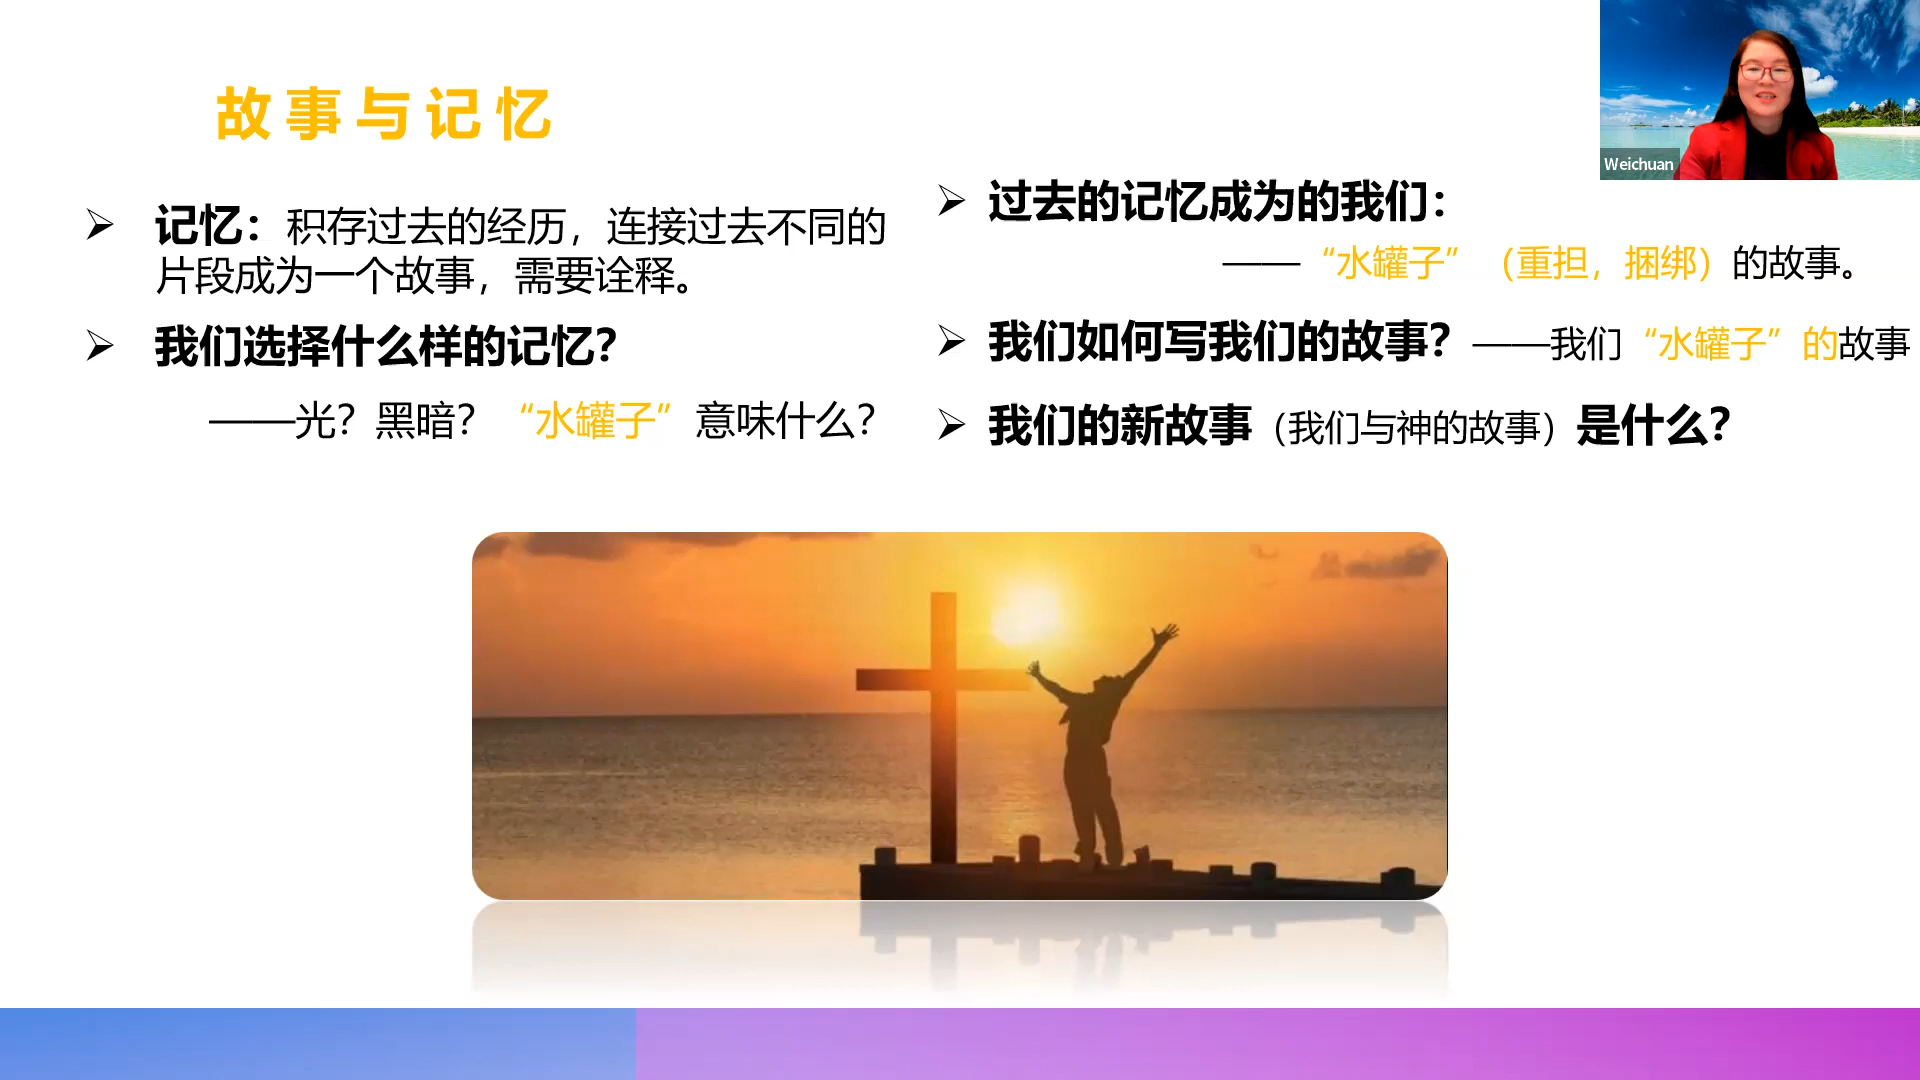 故事与记忆
➢ 记忆：积存过去的经历，连接过去不同的
片段成为一个故事，需要诠释。
➢ 我们选择什么样的记忆？
——光？黑暗？“水罐子”意味什么？
➢ 过去的记忆成为的我们：
——“水罐子”（重担，捆绑）的故事。
➢ 我们如何写我们的故事？——我们“水罐子”的故事
➢ 我们的新故事（我们与神的故事）是什么？
Weichuan